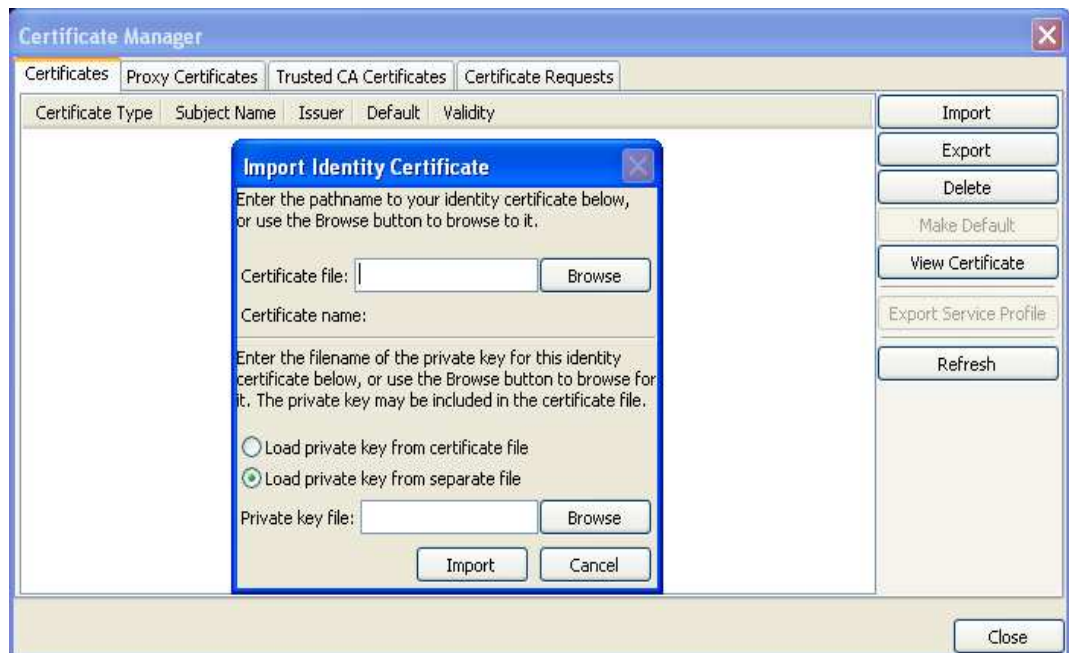 Certificate Manager
Certificates Proxy Certificates Trusted CA Certificates Certificate Requests
Certificate Type Subject Name Issuer Default Validity
Import
Export
Delete
Make Default
View Certificate
Export Service Profile
Refresh
Import Identity Certificate
Enter the pathname to your identity certificate below,
or use the Browse button to browse to it.
Certificate file: Browse
Certificate name:
Enter the filename of the private key for this identity
certificate below, or use the Browse button to browse for
it. The private key may be included in the certificate file.
Load private key from certificate file
Load private key from separate file
Private key file: Browse
Import Cancel
Close